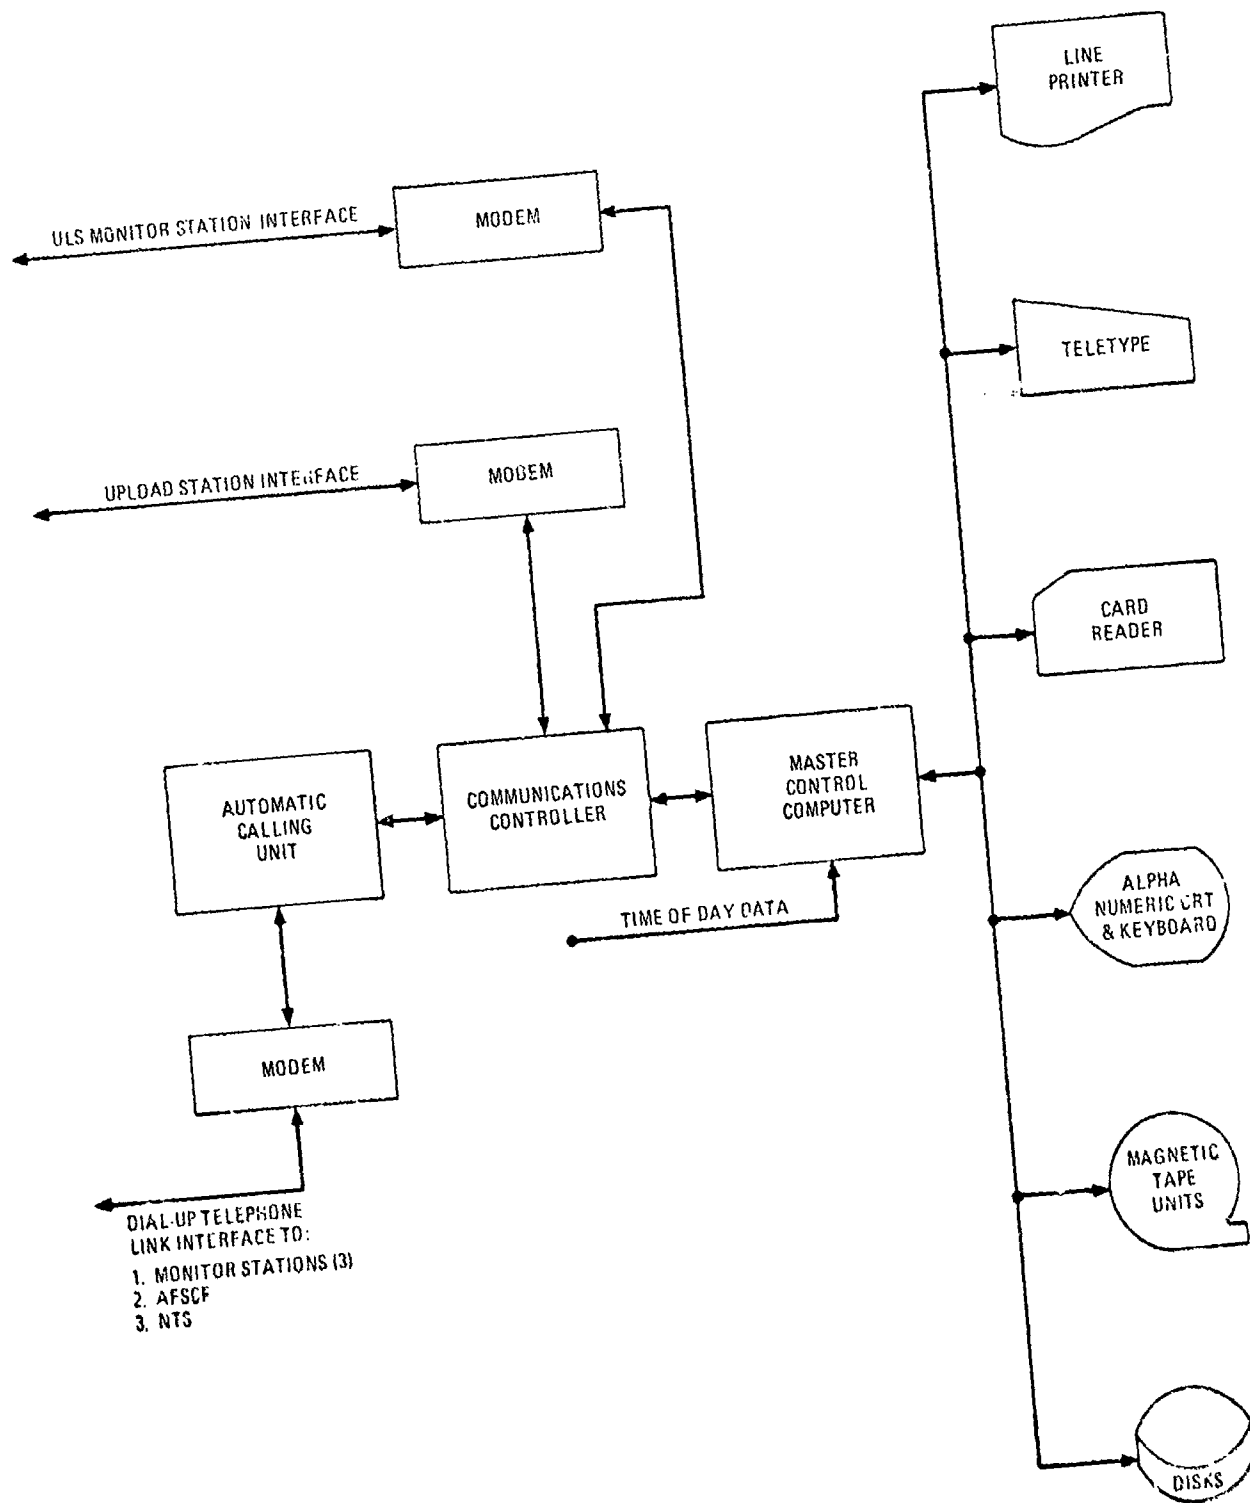 LINE
PRINTER
ULS MONITOR STATION INTERFACE
MODEM
TELETYPE
UPLOAD STATION INTERFACE
MODEM
CARD
READER
AUTOMATIC
CALLING
UNIT
COMMUNICATIONS
CONTROLLER
MASTER
CONTROL
COMPUTER
TIME OF DAY DATA
ALPHA
NUMERIC CRT
& KEYBOARD
MODEM
DIAL-UP TELEPHONE
LINK INTERFACE TO:
1. MONITOR STATIONS (3)
2. AFSCF
3. NTS
MAGNETIC
TAPE
UNITS
DISKS